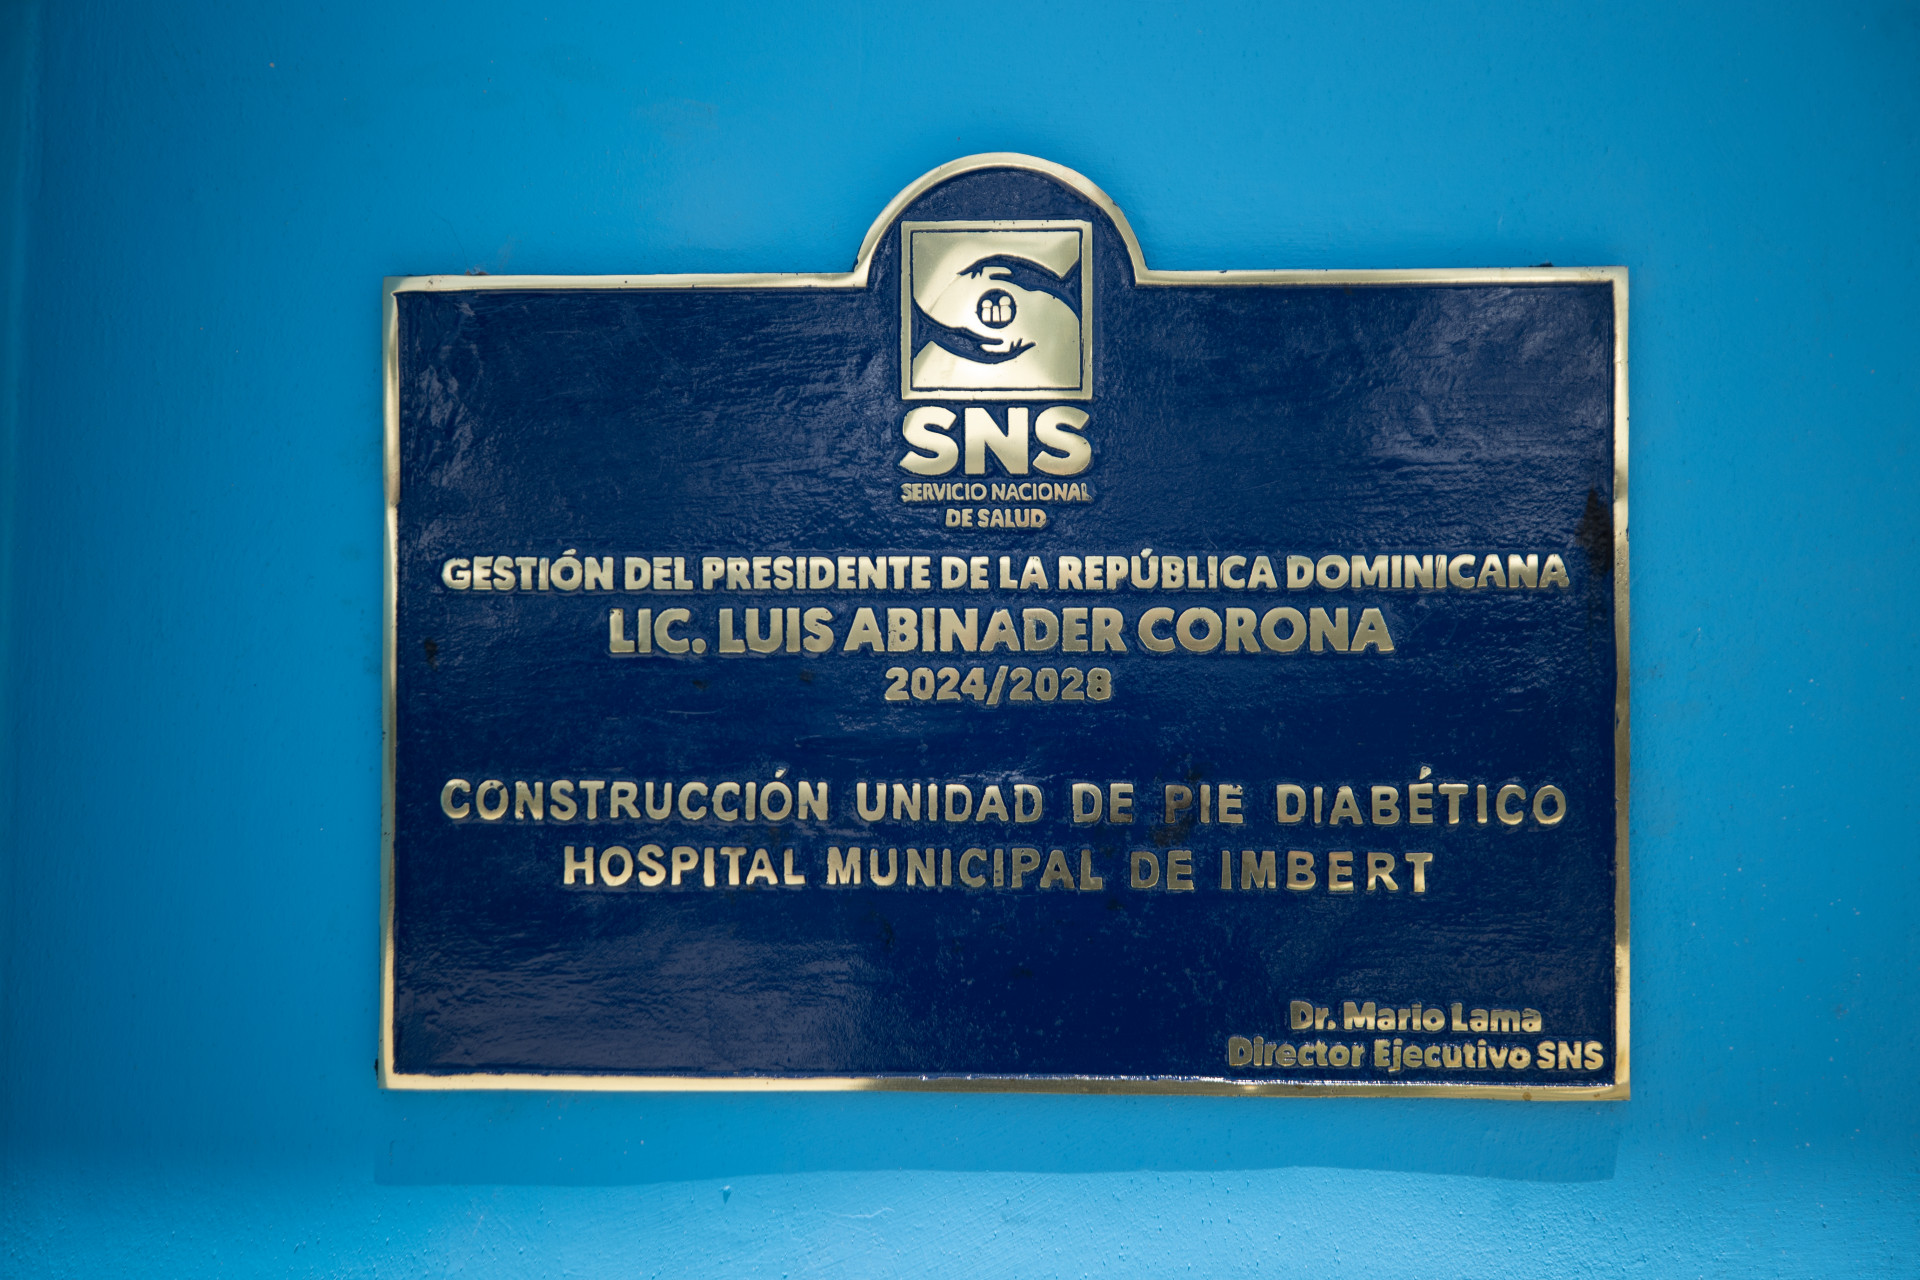 SNS
SERVICIO NACIONAL
DE SALUD
GESTIÓN DEL PRESIDENTE DE LA REPÚBLICA DOMINICANA
LIC. LUIS ABINADER CORONA
2024/2028
CONSTRUCCIÓN UNIDAD DE PIE DIABÉTICO
HOSPITAL MUNICIPAL DE IMBERT
Dr. Mario Lama
Director Ejecutivo SNS